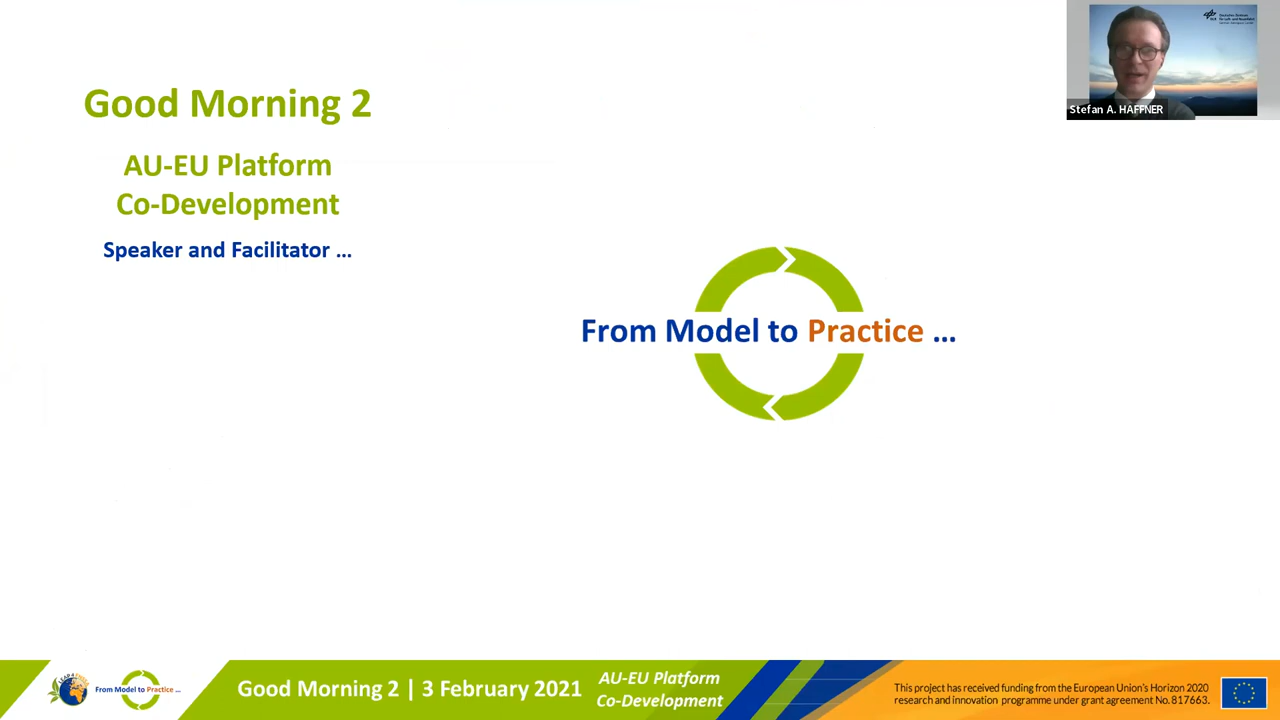 Good Morning 2
AU-EU Platform
Co-Development
Speaker and Facilitator ...
Stefan A. HAFFNER
From Model to Practice ...
From Model to Practice ...
Good Morning 2 | 3 February 2021
AU-EU Platform
Co-Development
This project has received funding from the European Union's Horizon 2020
research and innovation programme under grant agreement No. 817663.